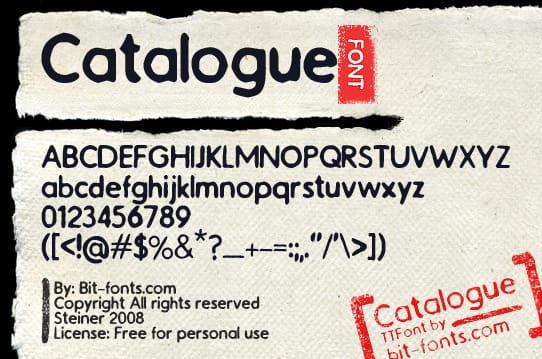 Catalogue
FONT
ABCDEFGHIJKLMNOPQRSTUVWXYZ
abcdefghijklmnopqrstuvwxyz
0123456789
([<!@#$%&*?_+-=:;,."/'\>])
By: Bit-fonts.com
Copyright All rights reserved
Steiner 2008
License: Free for personal use
[Catalogue]
TTFont by
bit-fonts.com